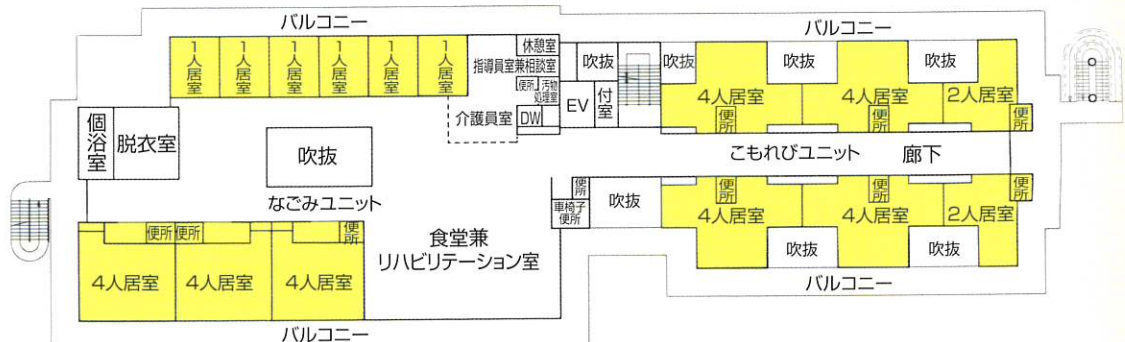 バルコニー
バルコニー
1人居室
1人居室
1人居室
1人居室
1人居室
1人居室
休憩室
指導員室兼相談室
便所
汚物処理室
介護員室
DW
吹抜
EV
付室
吹抜
吹抜
吹抜
4人居室
4人居室
2人居室
便所
便所
便所
個浴室
脱衣室
吹抜
なごみユニット
こもれびユニット
廊下
便所
車椅子便所
吹抜
便所
便所
便所
4人居室
4人居室
2人居室
吹抜
吹抜
便所
便所
便所
4人居室
4人居室
4人居室
食堂兼
リハビリテーション室
バルコニー
バルコニー